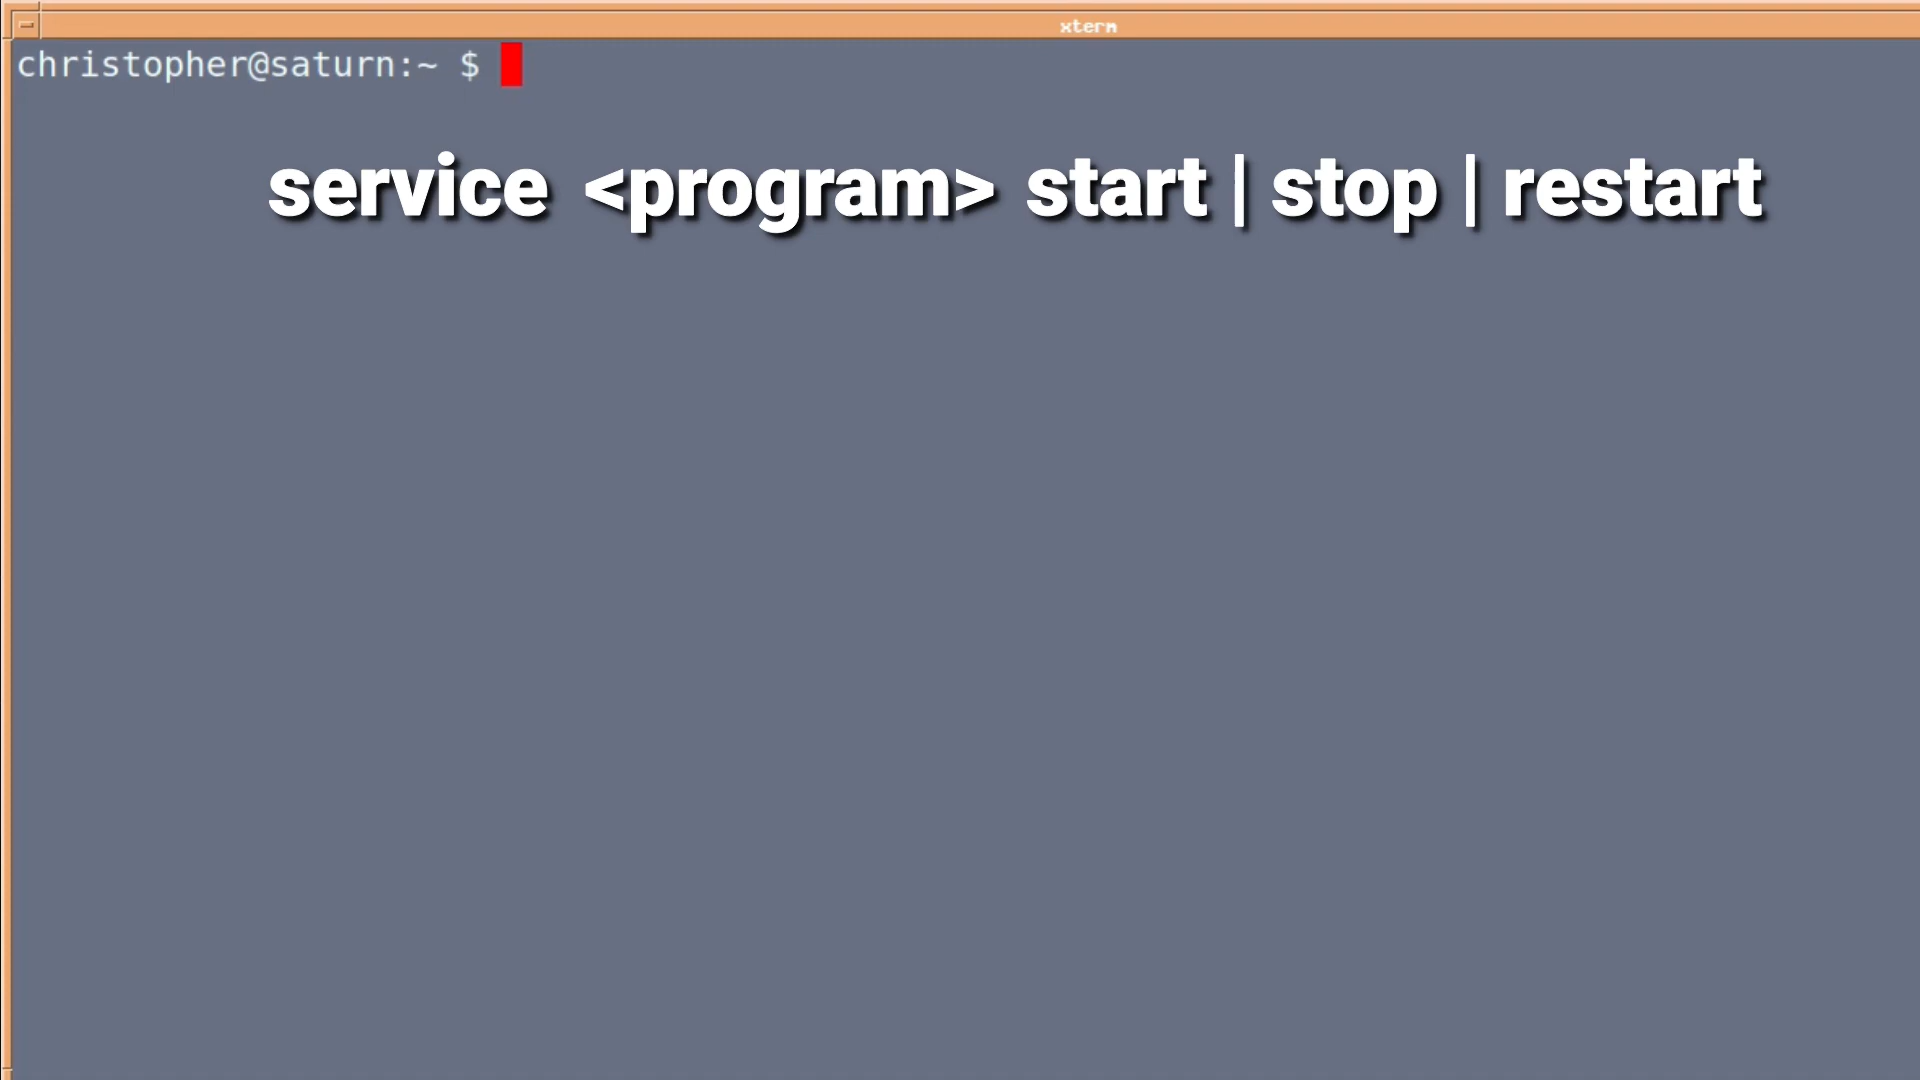 xterm
christopher@saturn:~ $
service <program> start | stop | restart